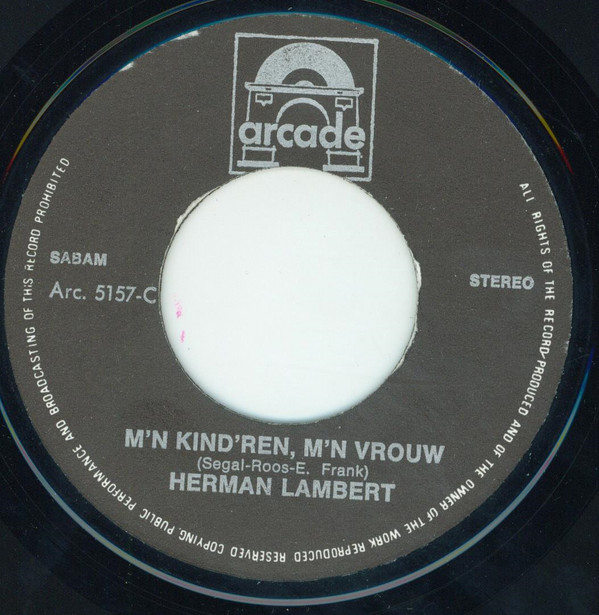 arcade
SABAM
Arc. 5157-C
STEREO
M'N KIND'REN, M'N VROUW
(Segal-Roos-E. Frank)
HERMAN LAMBERT
ALL RIGHTS OF THE RECORD PRODUCED AND OF THE OWNER OF THE WORK REPRODUCED RESERVED COPYING, PUBLIC PERFORMANCE AND BROADCASTING OF THIS RECORD PROHIBITED